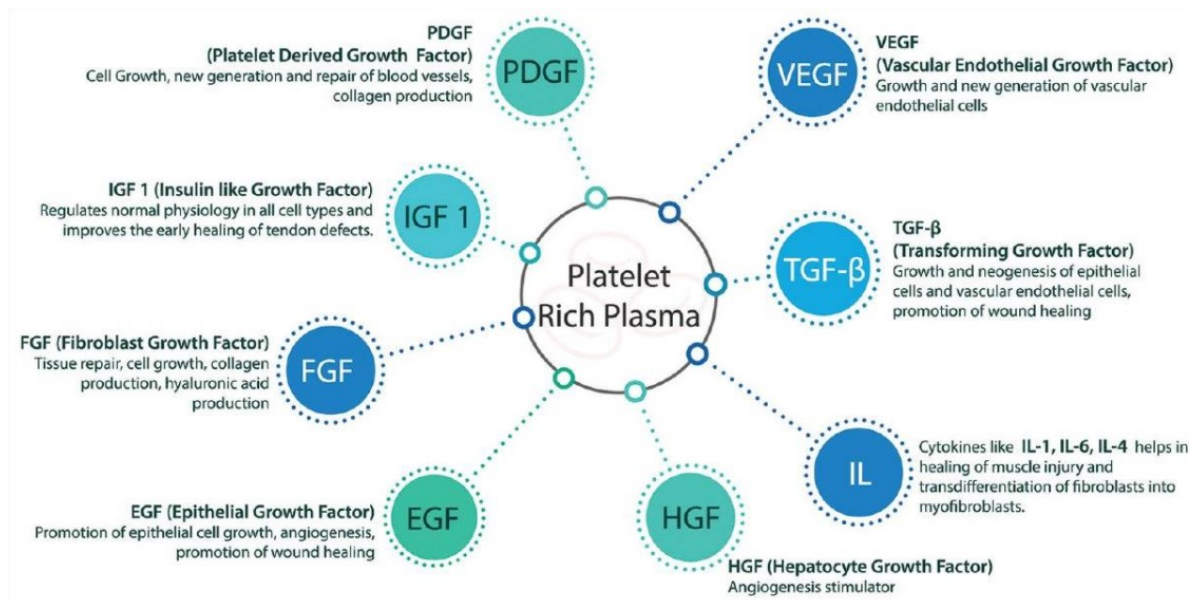 PDGF
(Platelet Derived Growth Factor)
Cell Growth, new generation and repair of blood vessels,
collagen production
PDGF
VEGF
VEGF
(Vascular Endothelial Growth Factor)
Growth and new generation of vascular
endothelial cells
IGF 1 (Insulin like Growth Factor)
Regulates normal physiology in all cell types and
improves the early healing of tendon defects.
IGF 1
Platelet
Rich Plasma
TGF-β
TGF-β
(Transforming Growth Factor)
Growth and neogenesis of epithelial
cells and vascular endothelial cells,
promotion of wound healing
FGF (Fibroblast Growth Factor)
Tissue repair, cell growth, collagen
production, hyaluronic acid
production
FGF
IL
Cytokines like IL-1, IL-6, IL-4 helps in
healing of muscle injury and
transdifferentiation of fibroblasts into
myofibroblasts.
EGF (Epithelial Growth Factor)
Promotion of epithelial cell growth, angiogenesis,
promotion of wound healing
EGF
HGF
HGF (Hepatocyte Growth Factor)
Angiogenesis stimulator